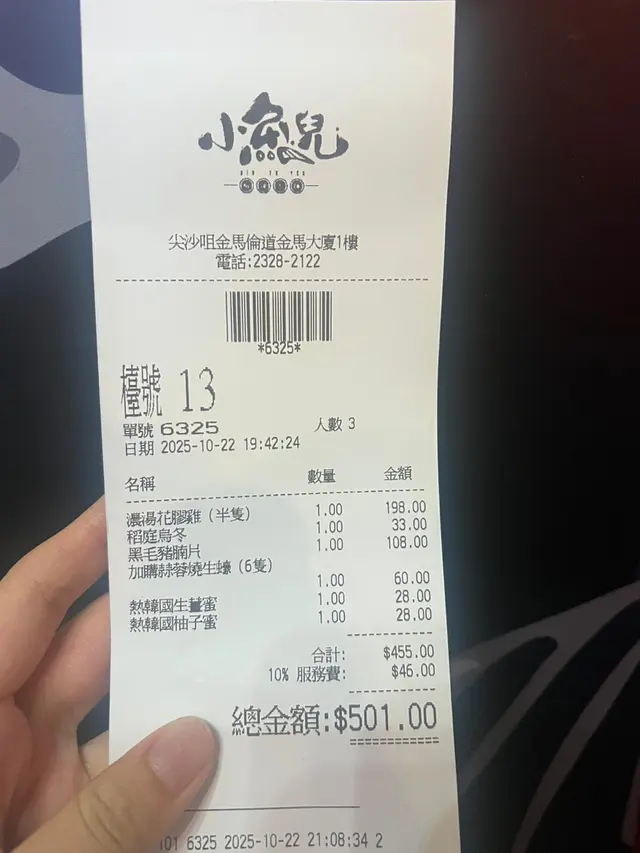 小魚兒
尖沙咀金馬倫道金馬大廈1樓
電話:2328-2122
*6325*
檯號 13
單號 6325
人數 3
日期 2025-10-22 19:42:24
名稱 數量 金額
濃湯花膠雞(半隻) 1.00 198.00
稻庭烏冬 1.00 33.00
黑毛豬腩片 1.00 108.00
加購蒜蓉燒生蠔(6隻)
1.00 60.00
熱韓國生薑蜜 1.00 28.00
熱韓國柚子蜜 1.00 28.00
合計: $455.00
10% 服務費: $46.00
總金額:$501.00
101 6325 2025-10-22 21:08:34 2